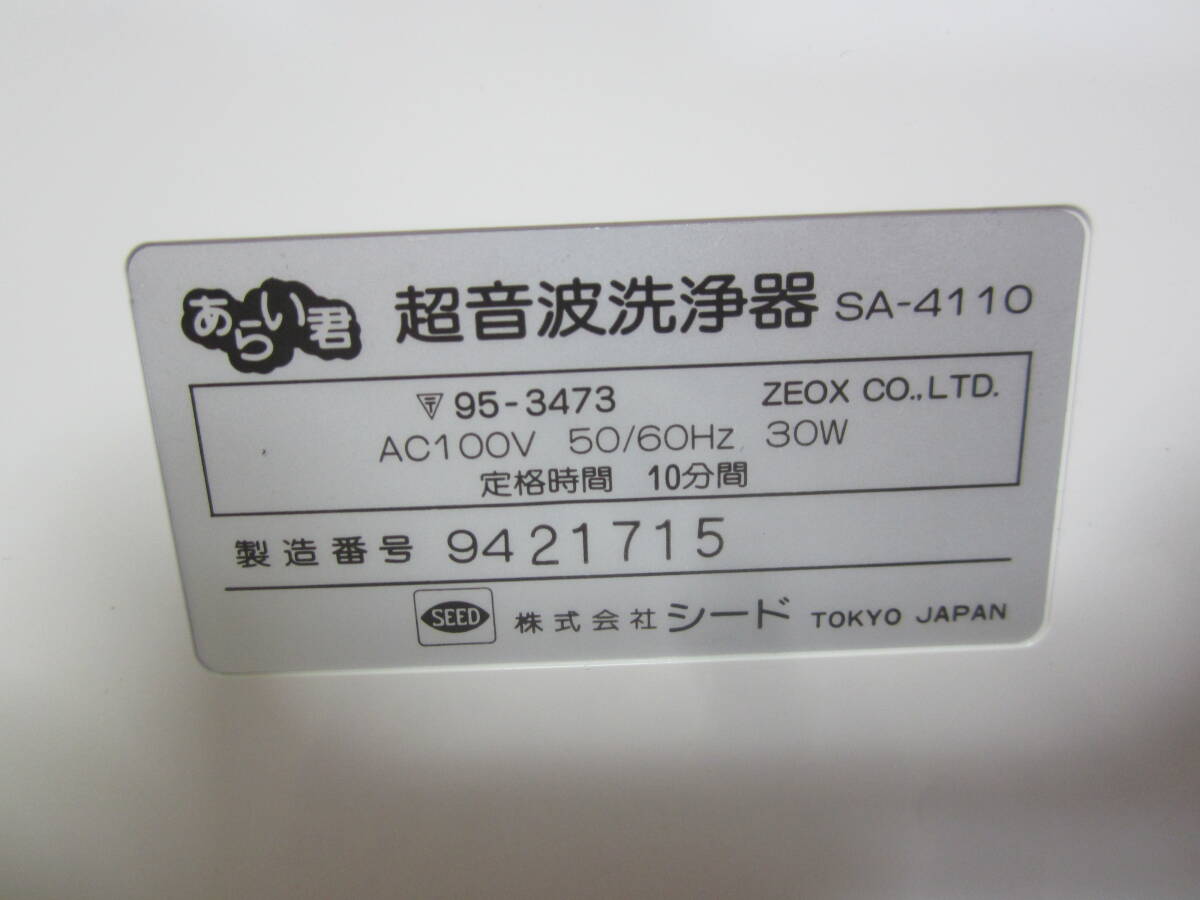 あらい君 超音波洗浄器 SA-4110
〒 95-3473 ZEOX CO.,LTD.
AC100V 50/60Hz 30W
定格時間 10分間
製造番号 9421715
SEED 株式会社 シード TOKYO JAPAN